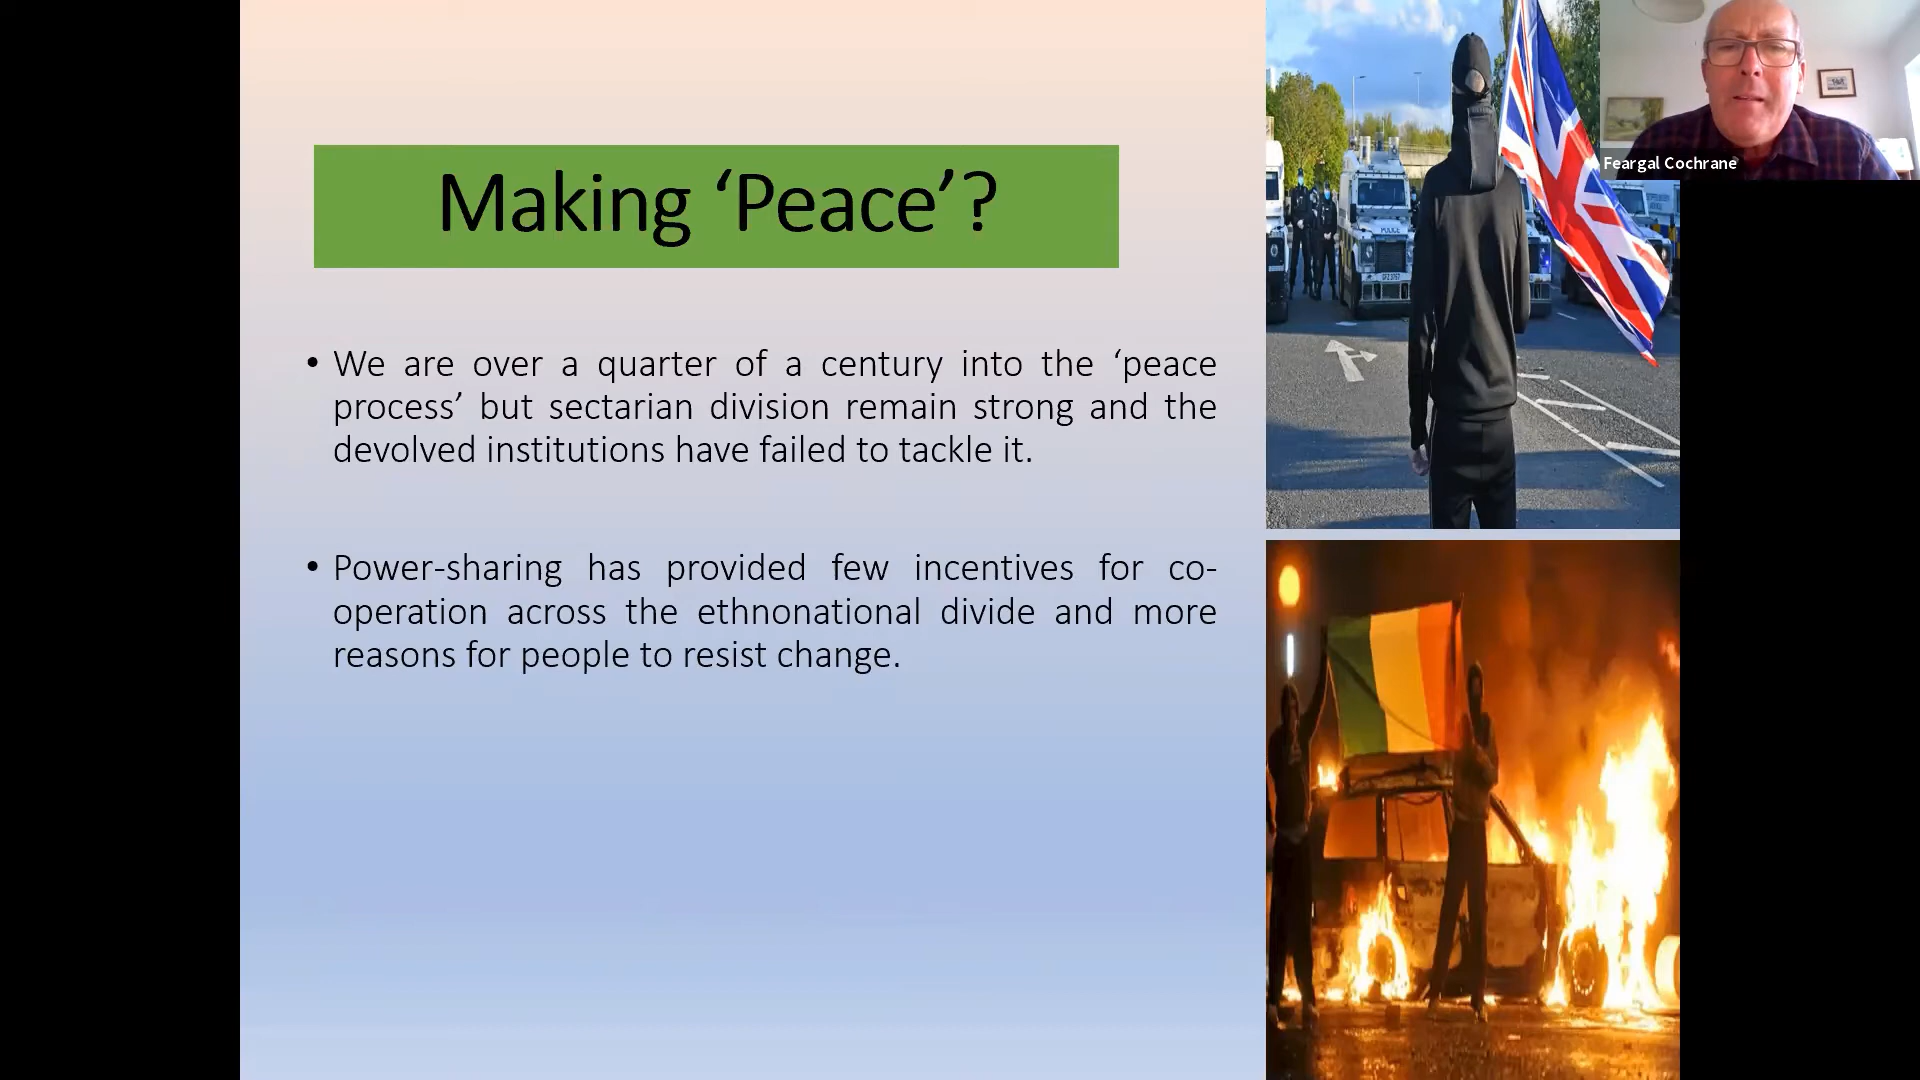 Making ‘Peace’?
• We are over a quarter of a century into the ‘peace
process’ but sectarian division remain strong and the
devolved institutions have failed to tackle it.
• Power-sharing has provided few incentives for co-
operation across the ethnonational divide and more
reasons for people to resist change.
POLICE
Feargal Cochrane